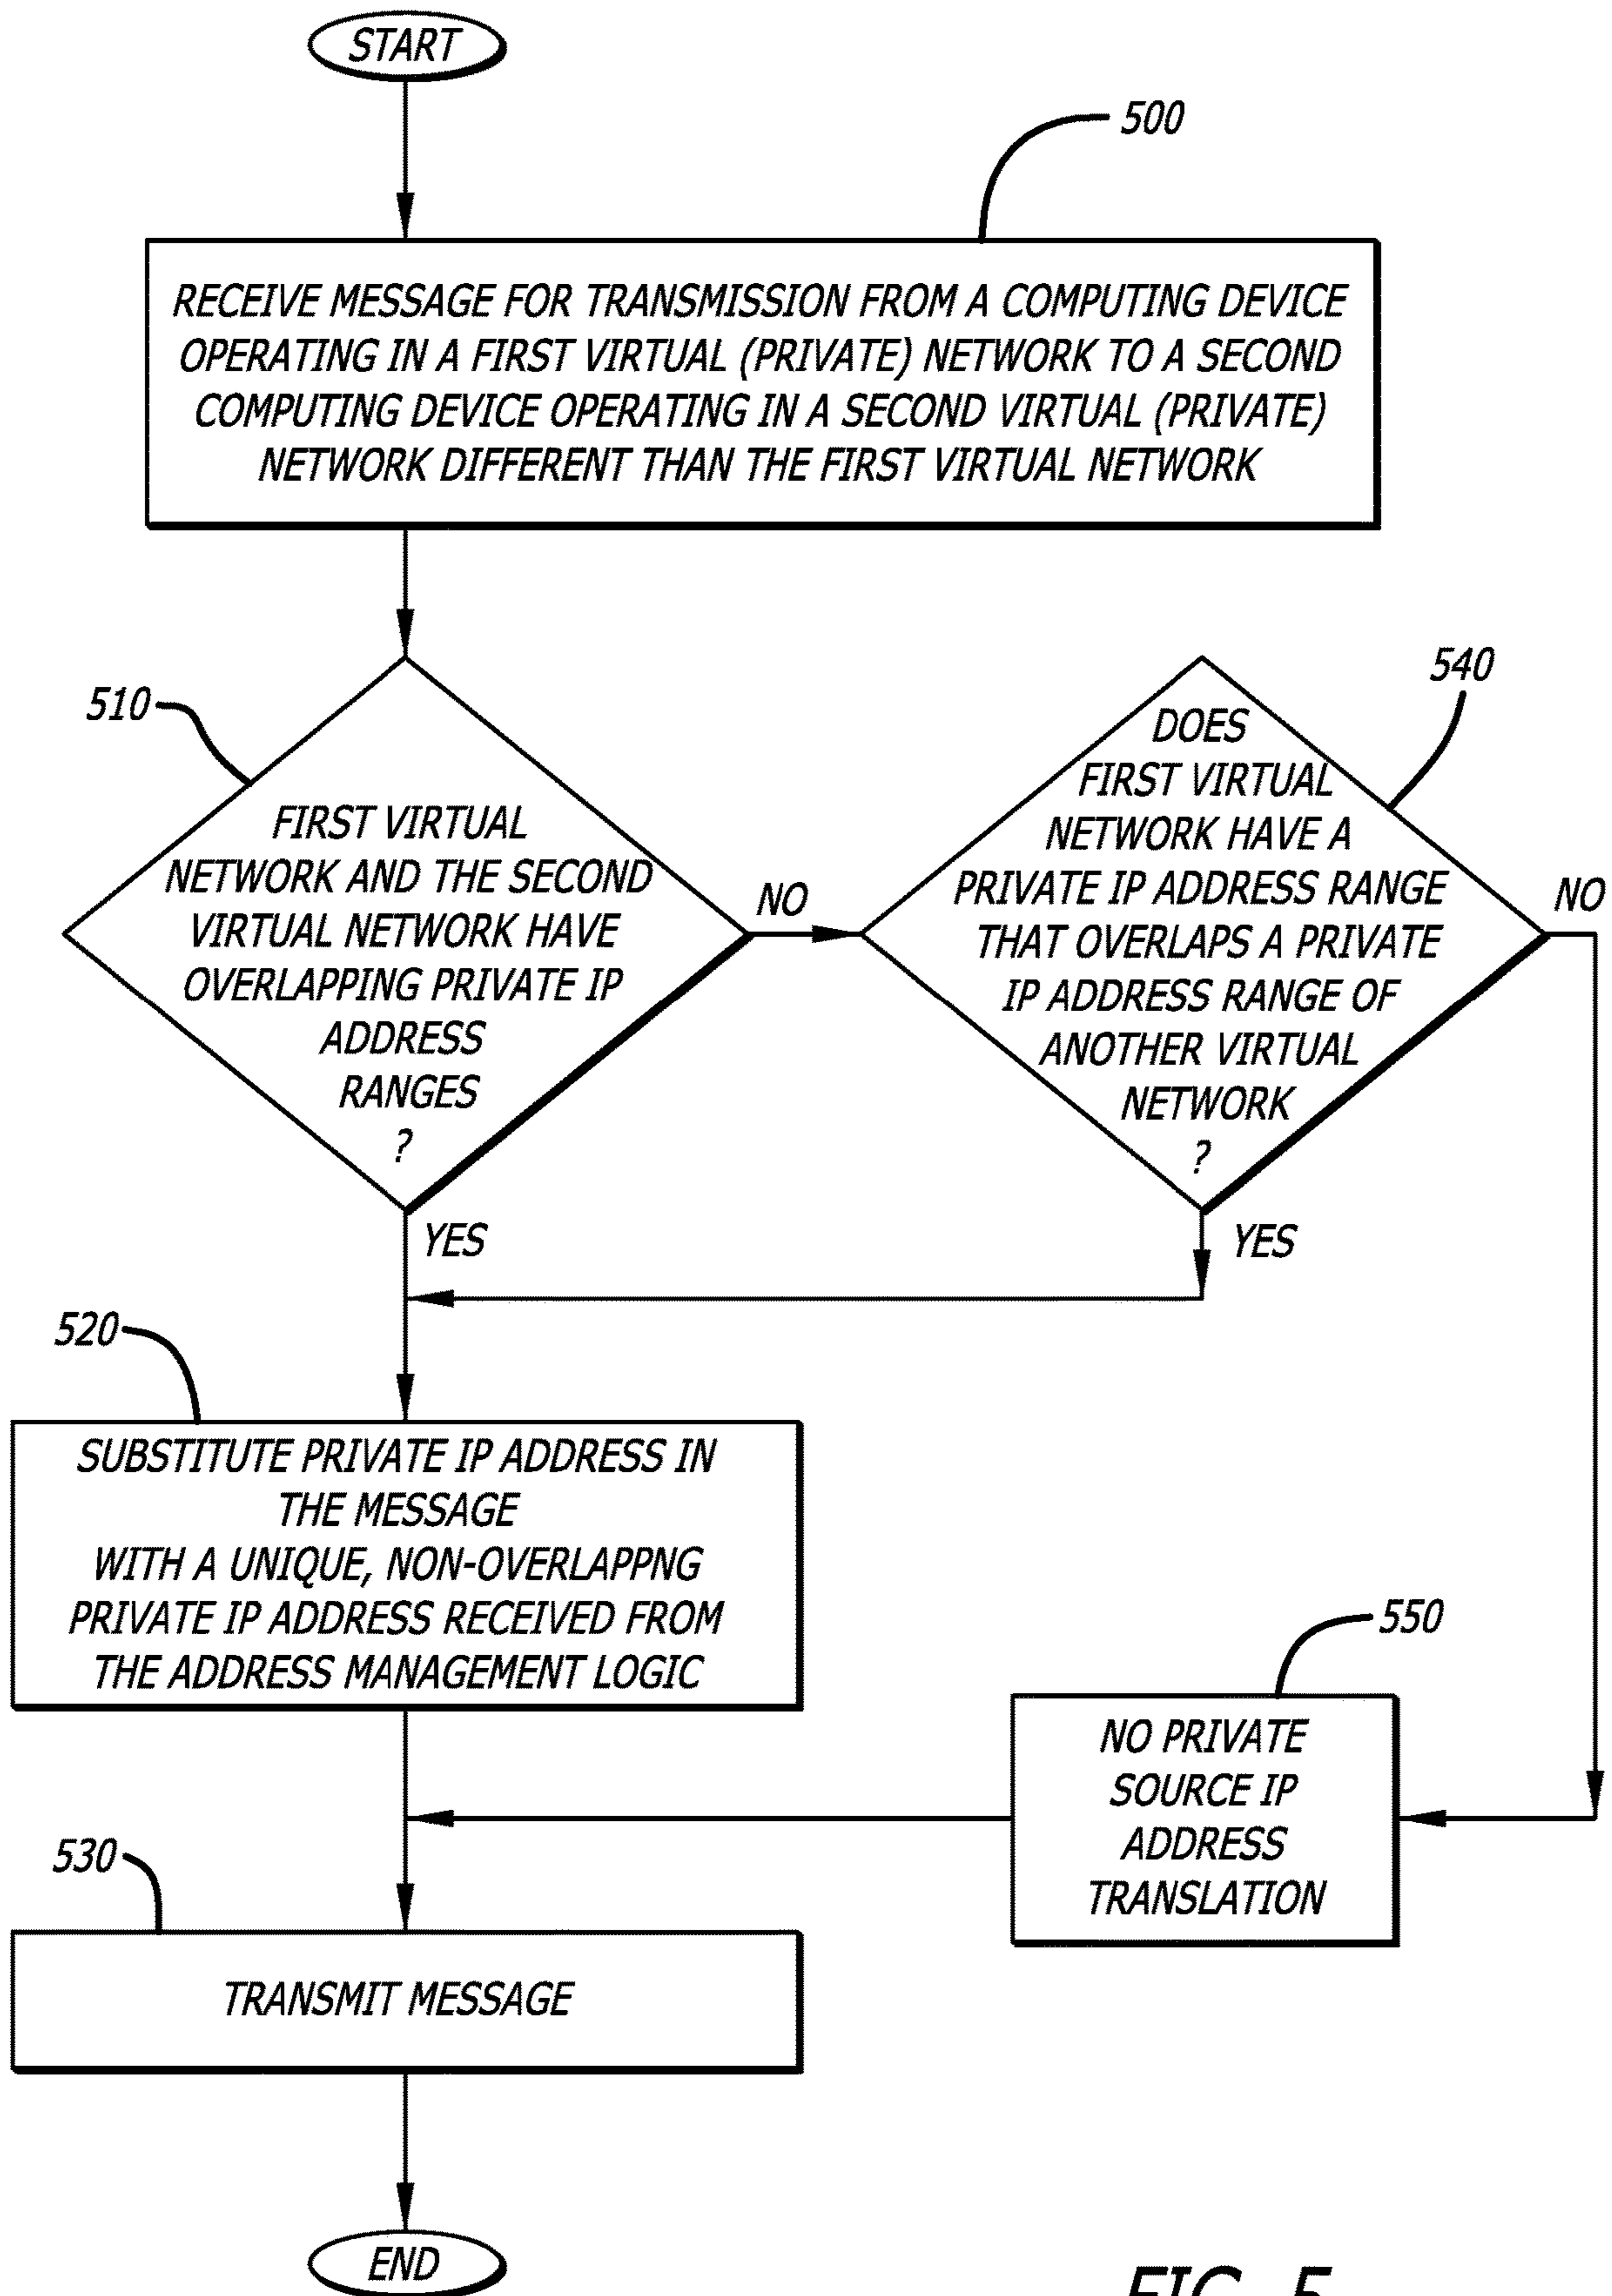 START
500
RECEIVE MESSAGE FOR TRANSMISSION FROM A COMPUTING DEVICE
OPERATING IN A FIRST VIRTUAL (PRIVATE) NETWORK TO A SECOND
COMPUTING DEVICE OPERATING IN A SECOND VIRTUAL (PRIVATE)
NETWORK DIFFERENT THAN THE FIRST VIRTUAL NETWORK
510
FIRST VIRTUAL
NETWORK AND THE SECOND
VIRTUAL NETWORK HAVE
OVERLAPPING PRIVATE IP
ADDRESS
RANGES
?
NO
540
DOES
FIRST VIRTUAL
NETWORK HAVE A
PRIVATE IP ADDRESS RANGE
THAT OVERLAPS A PRIVATE
IP ADDRESS RANGE OF
ANOTHER VIRTUAL
NETWORK
?
NO
YES
YES
520
SUBSTITUTE PRIVATE IP ADDRESS IN
THE MESSAGE
WITH A UNIQUE, NON-OVERLAPPNG
PRIVATE IP ADDRESS RECEIVED FROM
THE ADDRESS MANAGEMENT LOGIC
550
NO PRIVATE
SOURCE IP
ADDRESS
TRANSLATION
530
TRANSMIT MESSAGE
END
FIG. 5